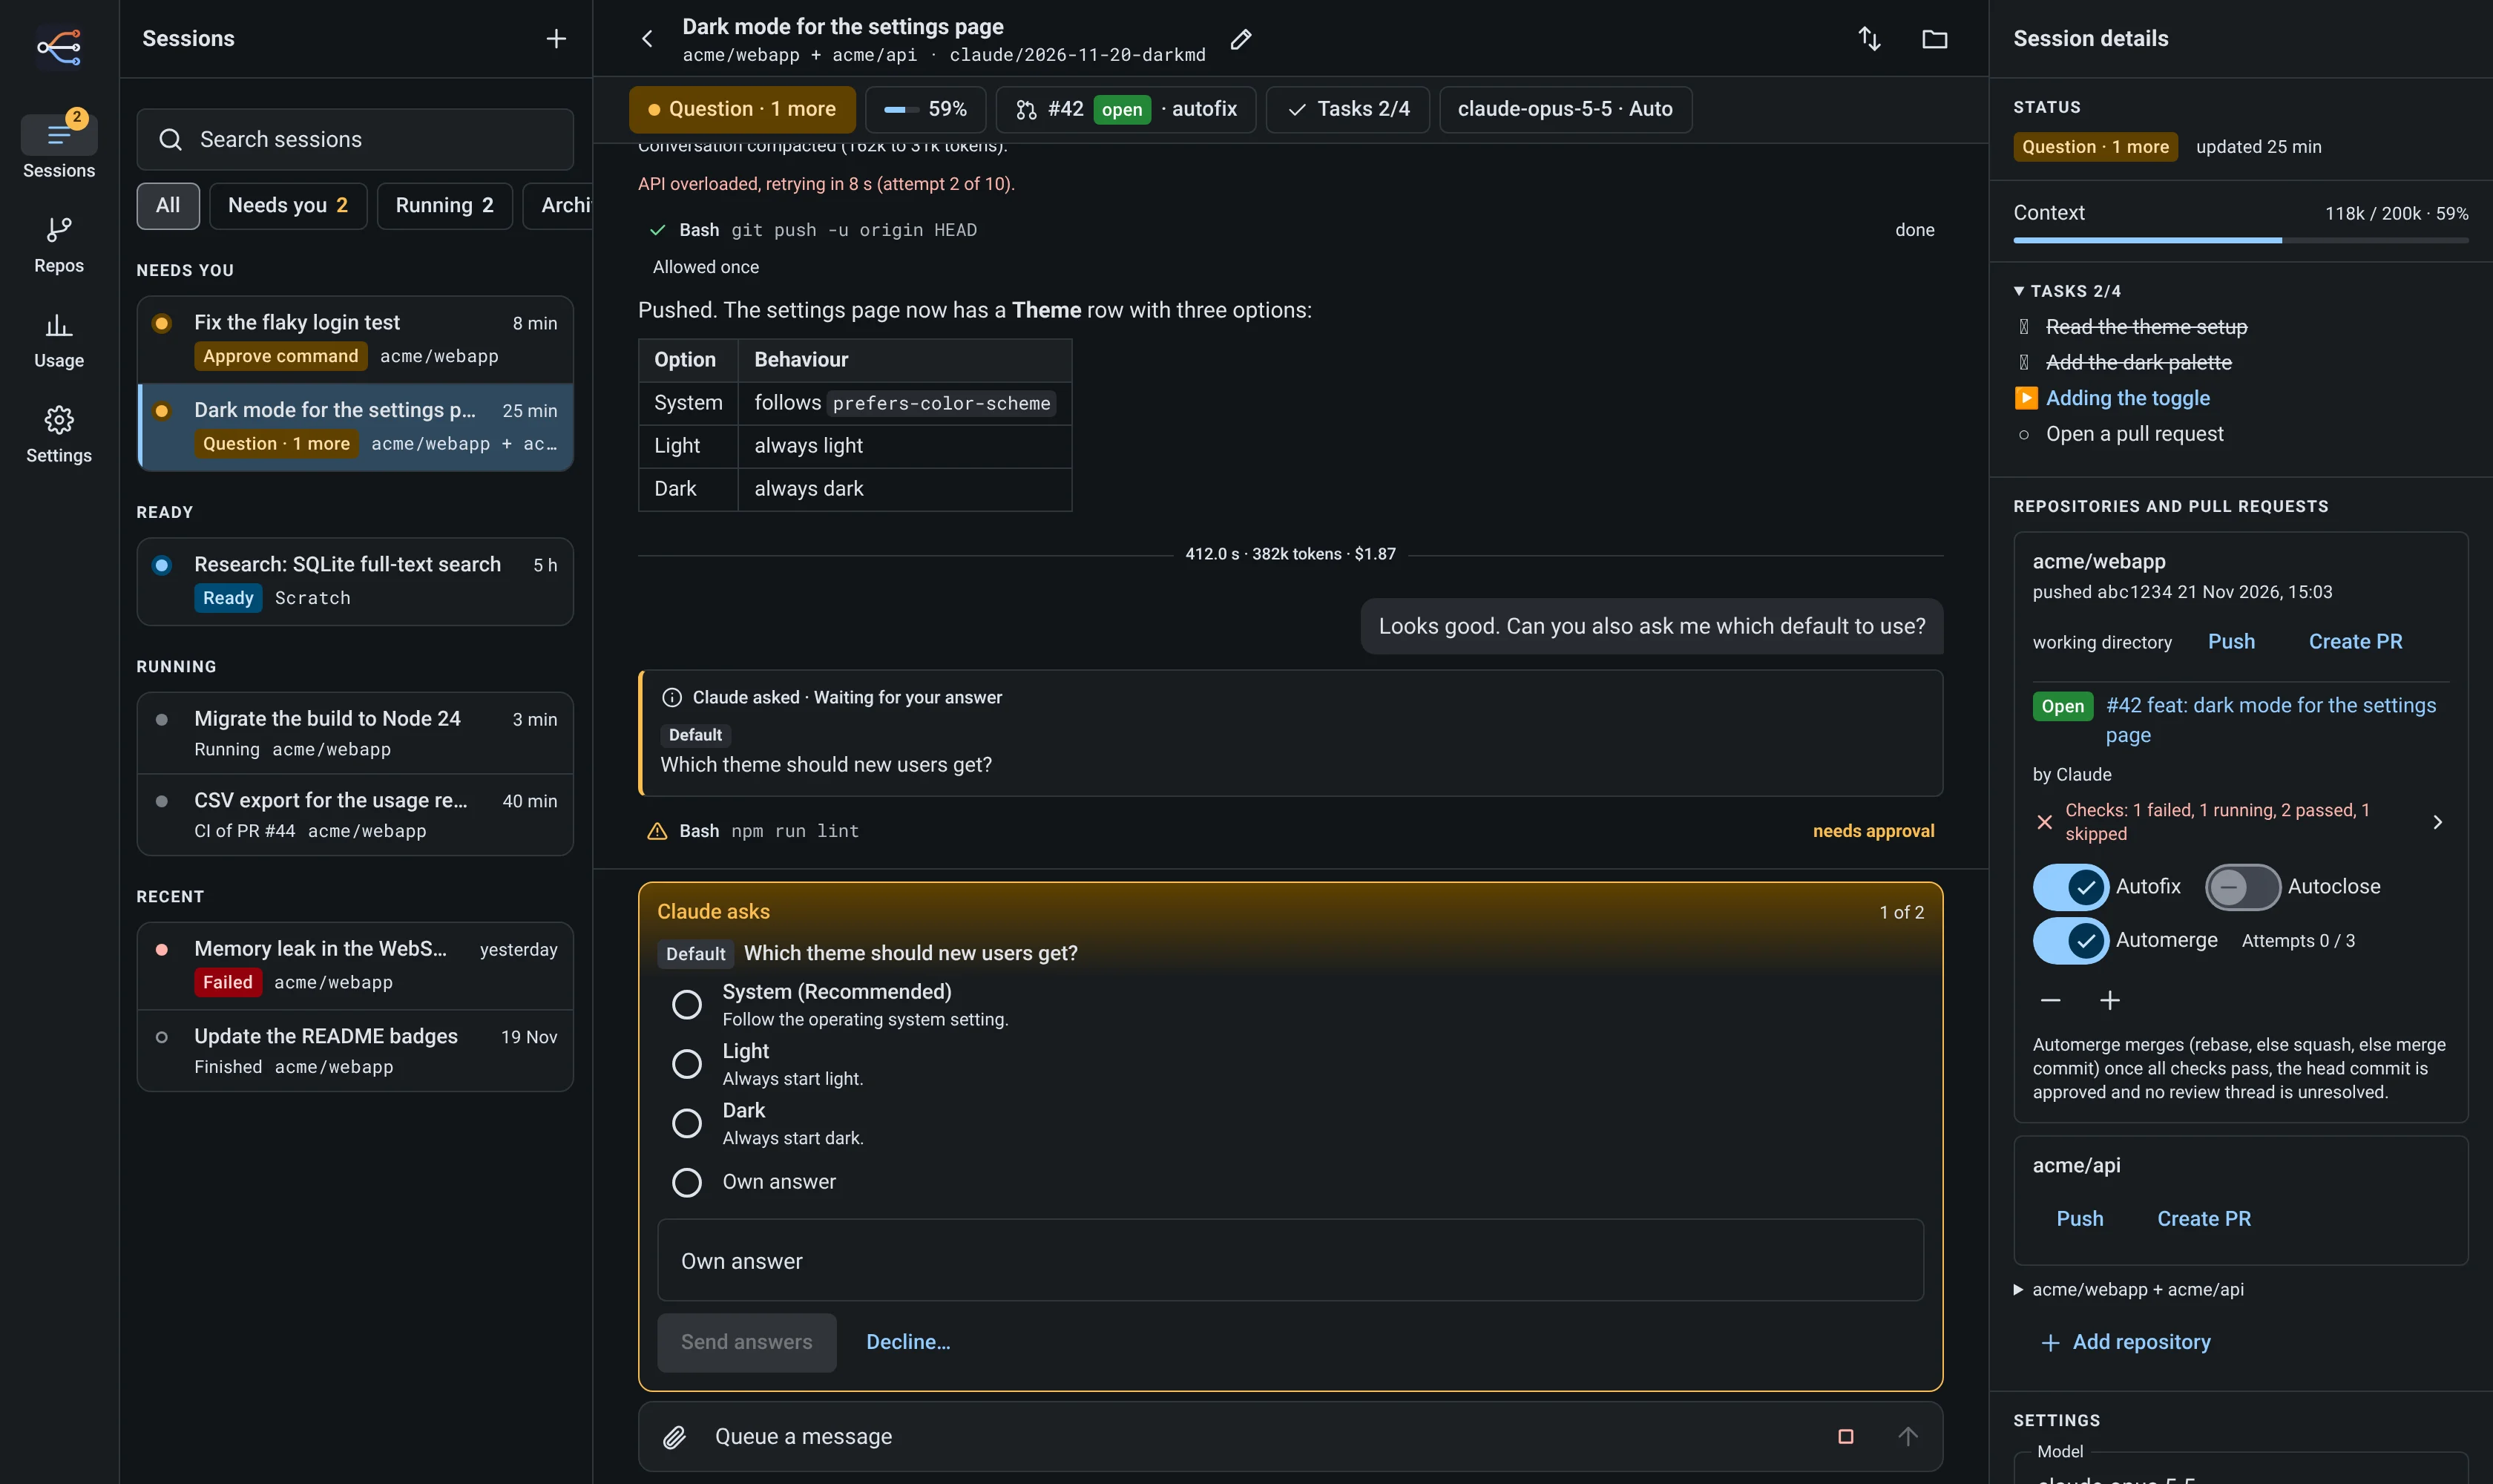 2
Sessions
Repos
Usage
Settings
Sessions
Search sessions
All
Needs you 2
Running 2
Archi
NEEDS YOU
Fix the flaky login test 8 min
Approve command acme/webapp
Dark mode for the settings p... 25 min
Question · 1 more acme/webapp + ac...
READY
Research: SQLite full-text search 5 h
Ready Scratch
RUNNING
Migrate the build to Node 24 3 min
Running acme/webapp
CSV export for the usage re... 40 min
CI of PR #44 acme/webapp
RECENT
Memory leak in the WebS... yesterday
Failed acme/webapp
Update the README badges 19 Nov
Finished acme/webapp
Dark mode for the settings page
acme/webapp + acme/api · claude/2026-11-20-darkmd
Question · 1 more
59%
#42 open · autofix
Tasks 2/4
claude-opus-5-5 · Auto
Conversation compacted (162k to 31k tokens).
API overloaded, retrying in 8 s (attempt 2 of 10).
Bash git push -u origin HEAD done
Allowed once
Pushed. The settings page now has a Theme row with three options:
Option Behaviour
System follows prefers-color-scheme
Light always light
Dark always dark
412.0 s · 382k tokens · $1.87
Looks good. Can you also ask me which default to use?
Claude asked · Waiting for your answer
Default
Which theme should new users get?
Bash npm run lint needs approval
Claude asks 1 of 2
Default Which theme should new users get?
System (Recommended)
Follow the operating system setting.
Light
Always start light.
Dark
Always start dark.
Own answer
Own answer
Send answers Decline...
Queue a message
Session details
STATUS
Question · 1 more updated 25 min
Context 118k / 200k · 59%
TASKS 2/4
Read the theme setup
Add the dark palette
Adding the toggle
Open a pull request
REPOSITORIES AND PULL REQUESTS
acme/webapp
pushed abc1234 21 Nov 2026, 15:03
working directory Push Create PR
Open #42 feat: dark mode for the settings
page
by Claude
Checks: 1 failed, 1 running, 2 passed, 1
skipped
Autofix Autoclose
Automerge Attempts 0 / 3
Automerge merges (rebase, else squash, else merge
commit) once all checks pass, the head commit is
approved and no review thread is unresolved.
acme/api
Push Create PR
acme/webapp + acme/api
Add repository
SETTINGS
Model
claude-opus-5-5